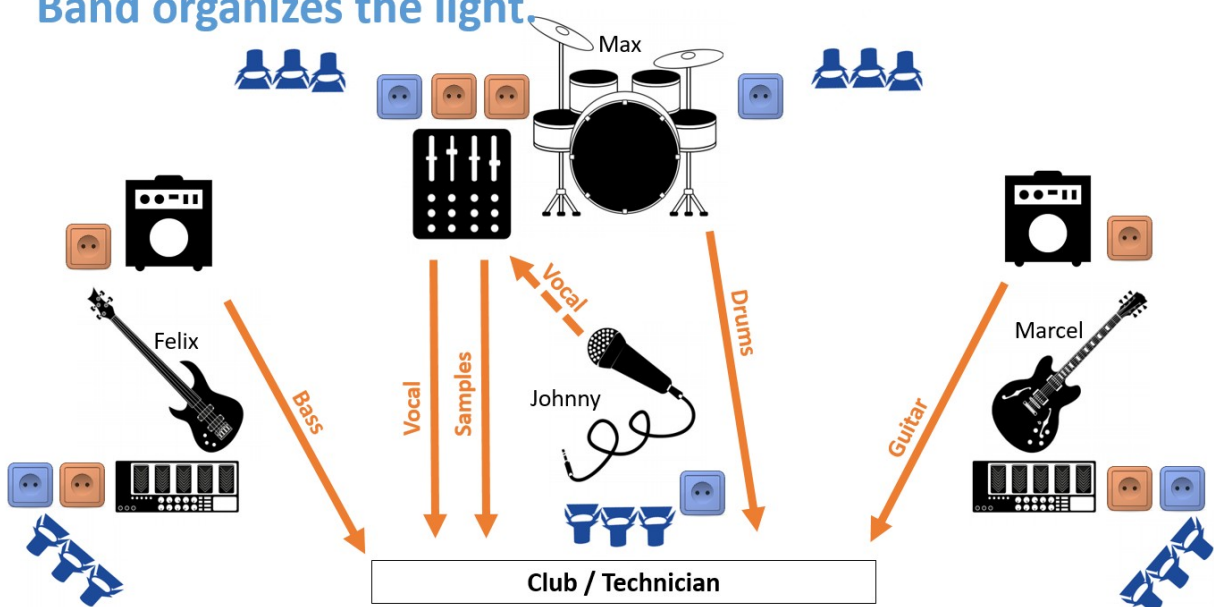 Band organizes the light.
Max
Felix
Vocal
Drums
Marcel
Bass
Vocal
Samples
Johnny
Guitar
Club / Technician